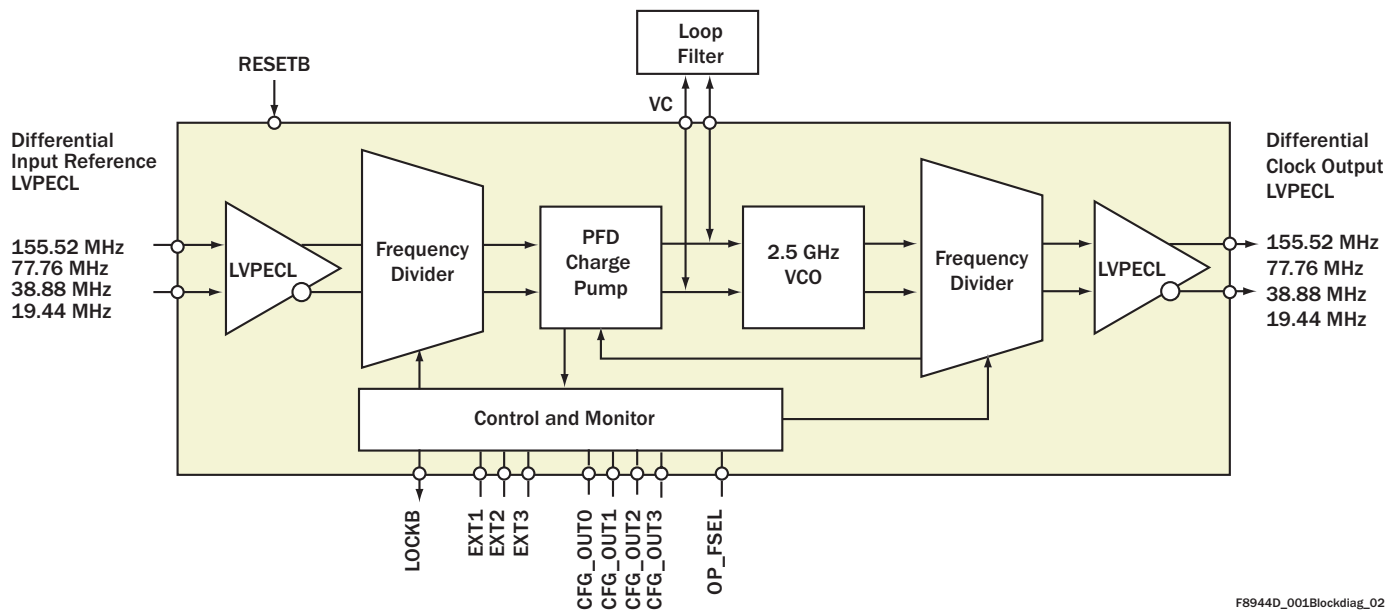 Loop
Filter
RESETB
VC
Differential
Input Reference
LVPECL
155.52 MHz
77.76 MHz
38.88 MHz
19.44 MHz
LVPECL
Frequency
Divider
PFD
Charge
Pump
2.5 GHz
VCO
Frequency
Divider
LVPECL
Differential
Clock Output
LVPECL
155.52 MHz
77.76 MHz
38.88 MHz
19.44 MHz
Control and Monitor
LOCKB
EXT1
EXT2
EXT3
CFG_OUT0
CFG_OUT1
CFG_OUT2
CFG_OUT3
OP_FSEL
F8944D_001Blockdiag_02